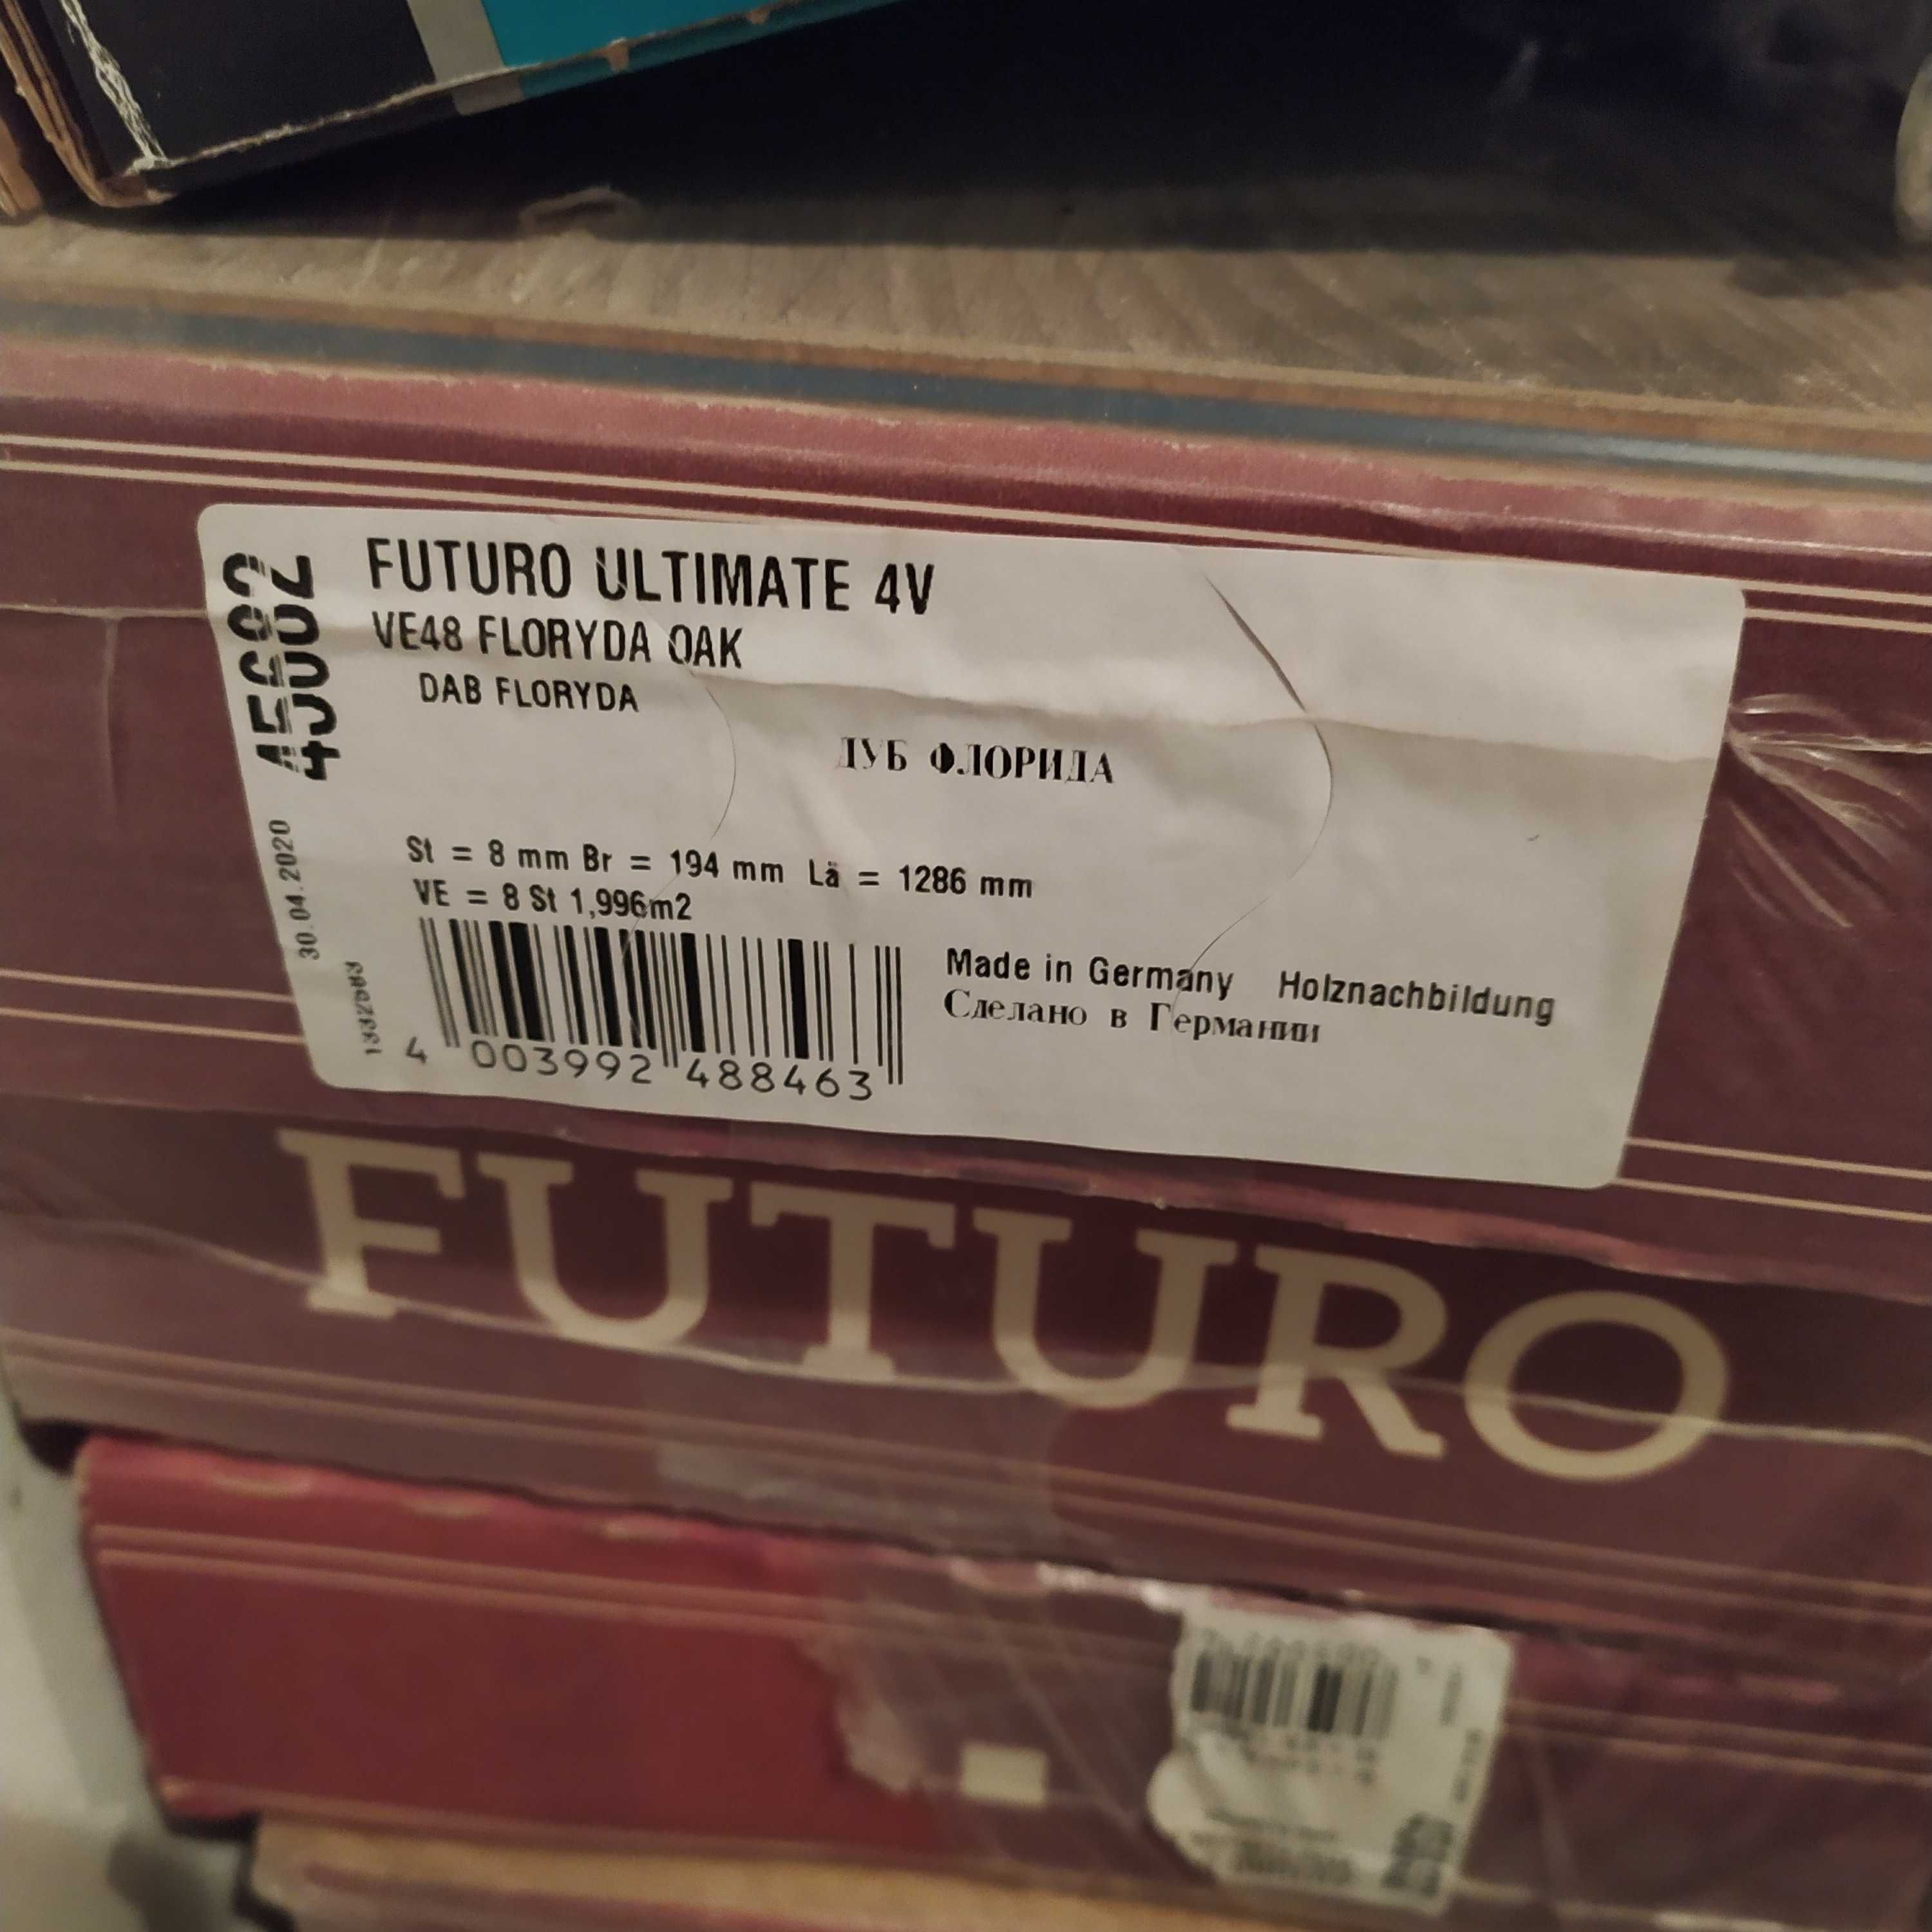 FUTURO ULTIMATE 4V
VE48 FLORYDA OAK
DAB FLORYDA
ДУБ ФЛОРИДА
St = 8 mm Br = 194 mm Lä = 1286 mm
VE = 8 St 1,996m2
4 003992 488463
Made in Germany Holznachbildung
Сделано в Германии
30.04.2020
FUTURO